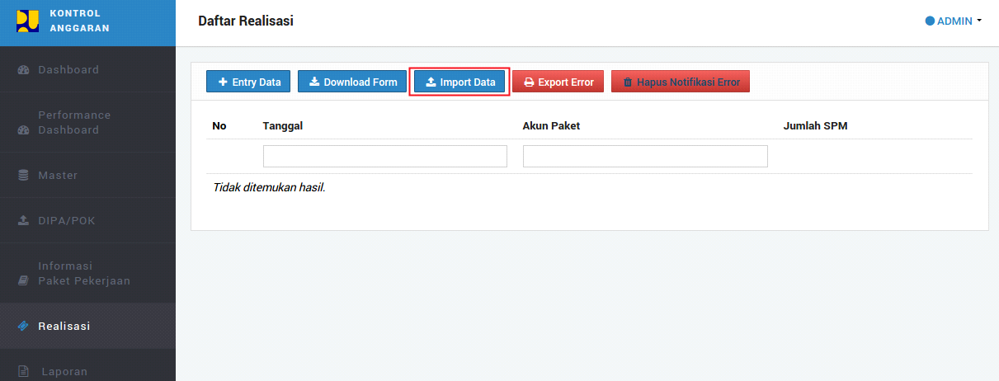 KONTROL
ANGGARAN
Daftar Realisasi
ADMIN
Dashboard
Performance
Dashboard
Master
DIPA/POK
Informasi
Paket Pekerjaan
Realisasi
Laporan
Entry Data Download Form Import Data Export Error Hapus Notifikasi Error
No Tanggal Akun Paket Jumlah SPM
Tidak ditemukan hasil.